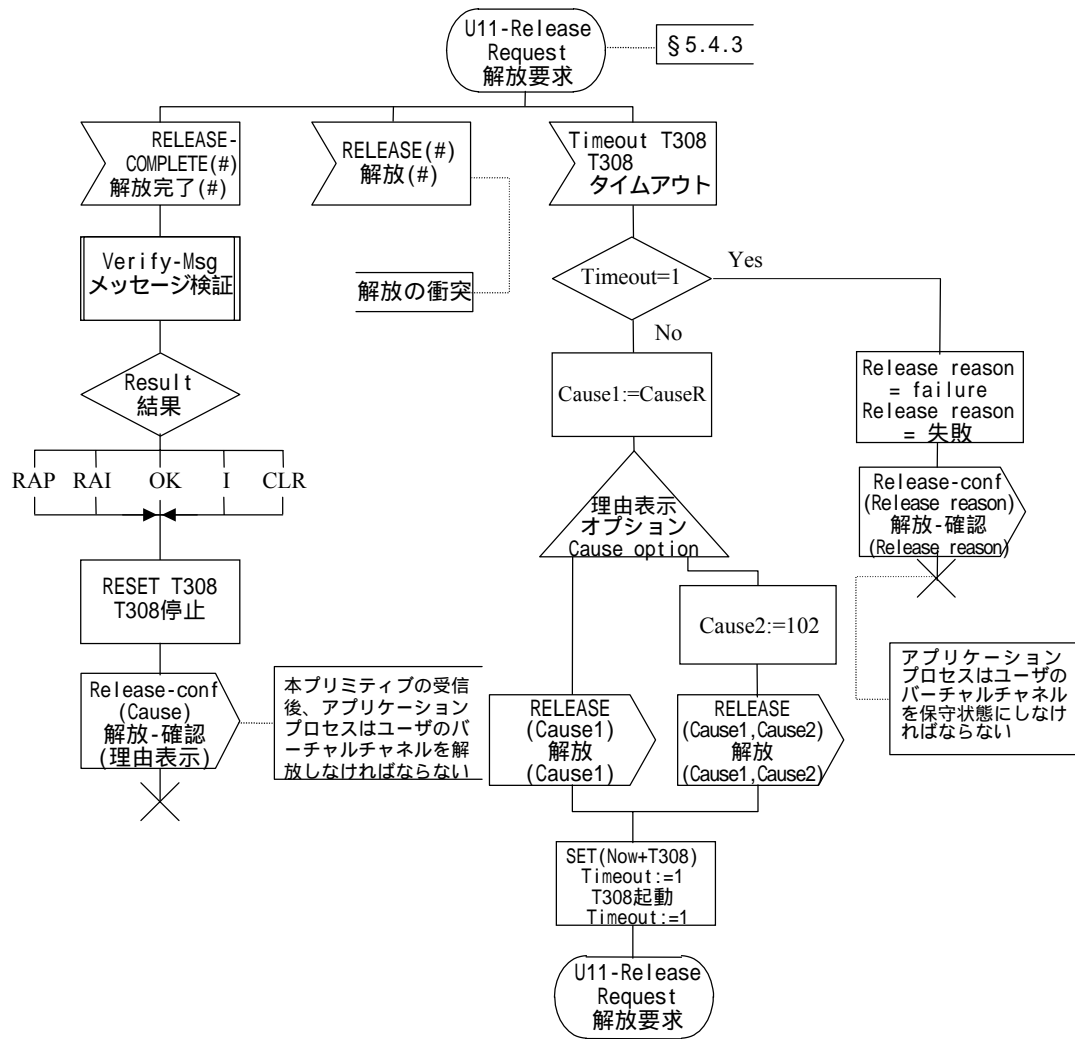 U11-Release
Request
解放要求
§5.4.3
RELEASE-
COMPLETE(#)
解放完了(#)
RELEASE(#)
解放(#)
Timeout T308
T308
タイムアウト
Verify-Msg
メッセージ検証
解放の衝突
Timeout=1
Yes
No
Result
結果
Cause1:=CauseR
Release reason
= failure
Release reason
= 失敗
RAP RAI OK I CLR
理由表示
オプション
Cause option
Release-conf
(Release reason)
解放-確認
(Release reason)
RESET T308
T308停止
Cause2:=102
アプリケーション
プロセスはユーザの
バーチャルチャネル
を保守状態にしなけ
ればならない
Release-conf
(Cause)
解放-確認
(理由表示)
本プリミティブの受信
後、アプリケーション
プロセスはユーザのバ
ーチャルチャネルを解
放しなければならない
RELEASE
(Cause1)
解放
(Cause1)
RELEASE
(Cause1,Cause2)
解放
(Cause1,Cause2)
SET(Now+T308)
Timeout:=1
T308起動
Timeout:=1
U11-Release
Request
解放要求